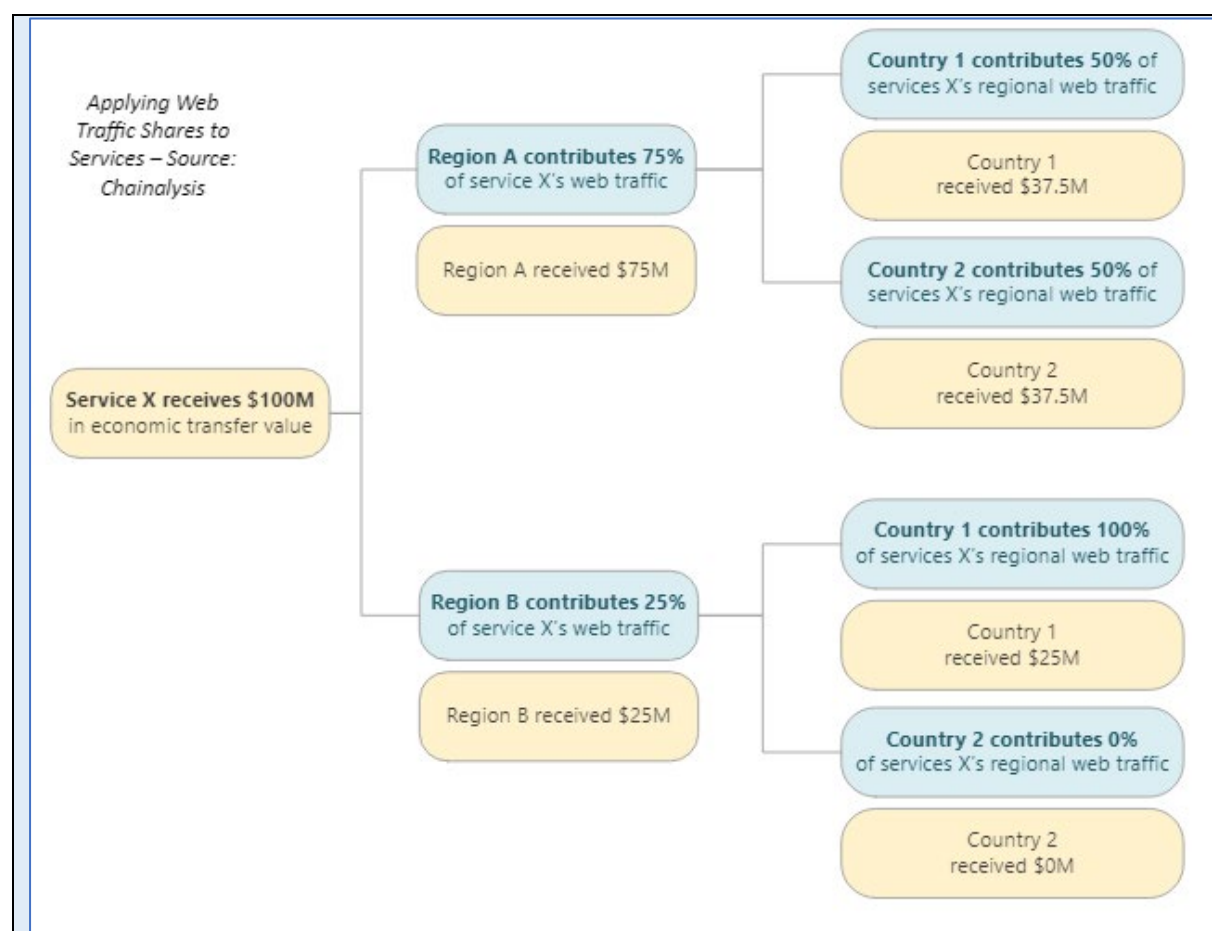 Applying Web
Traffic Shares to
Services – Source:
Chainalysis
Service X receives $100M
in economic transfer value
Region A contributes 75%
of service X's web traffic
Region A received $75M
Country 1 contributes 50% of
services X's regional web traffic
Country 1
received $37.5M
Country 2 contributes 50% of
services X's regional web traffic
Country 2
received $37.5M
Region B contributes 25%
of service X's web traffic
Region B received $25M
Country 1 contributes 100%
of services X's regional web traffic
Country 1
received $25M
Country 2 contributes 0%
of services X's regional web traffic
Country 2
received $0M